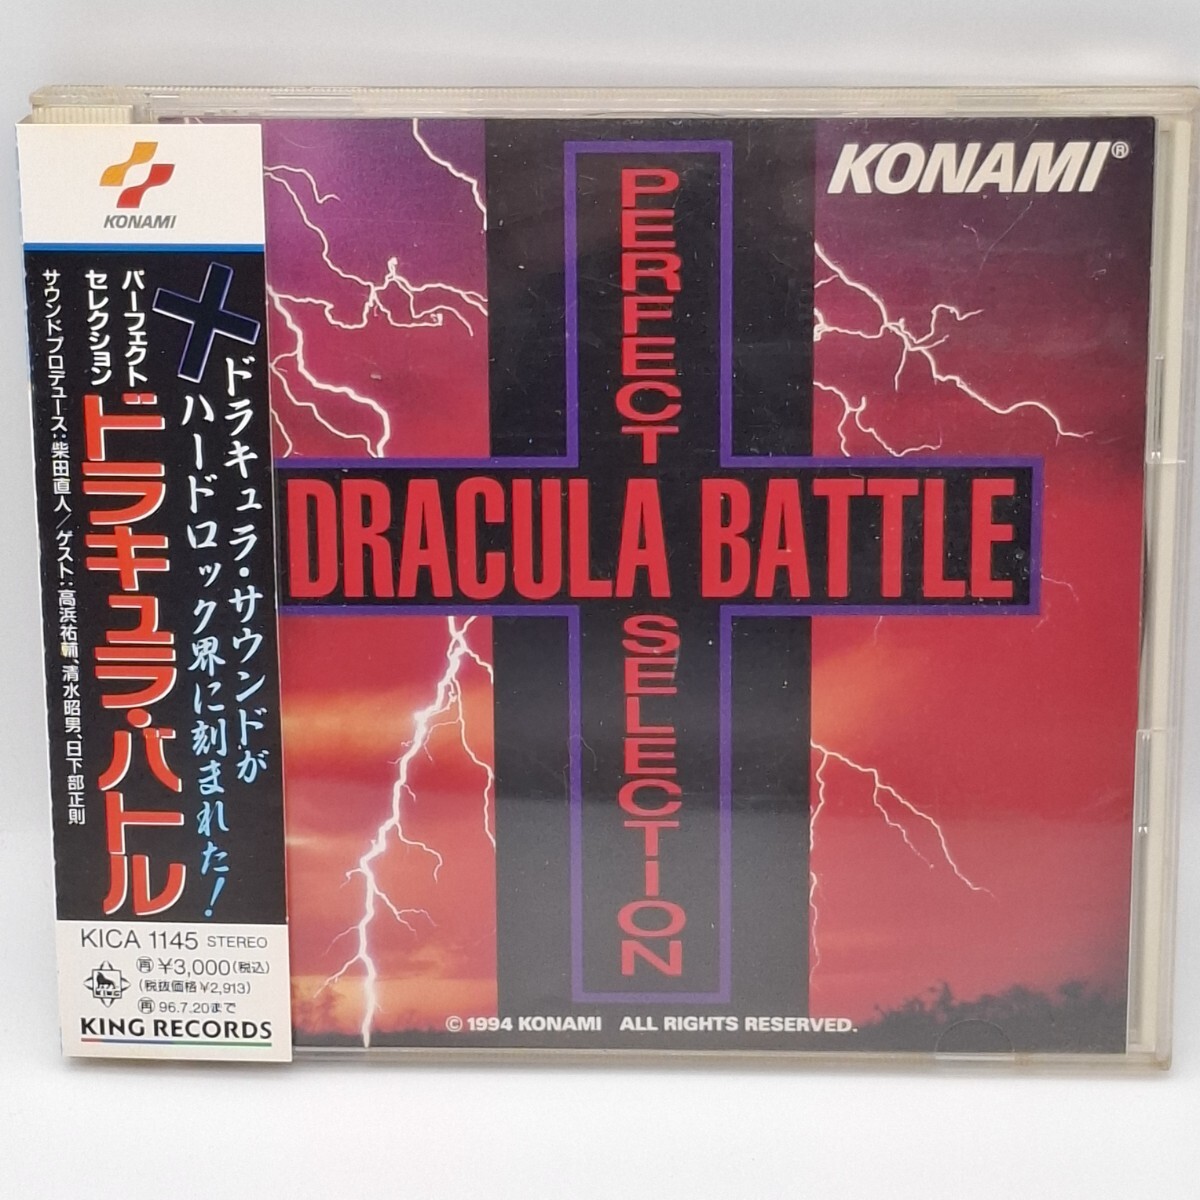 KONAMI
ドラキュラ・サウンドが
ハードロック界に刻まれた!
パーフェクト
セレクション
ドラキュラ・バトル
サウンドプロデュース:柴田直人/ゲスト:高浜祐輔、清水昭男、日下部正則
KICA 1145 STEREO
再¥3,000(税込)
(税抜価格¥2,913)
再96.7.20まで
KING RECORDS
KONAMI®
PERFECT
DRACULA BATTLE
SELECTION
© 1994 KONAMI ALL RIGHTS RESERVED.